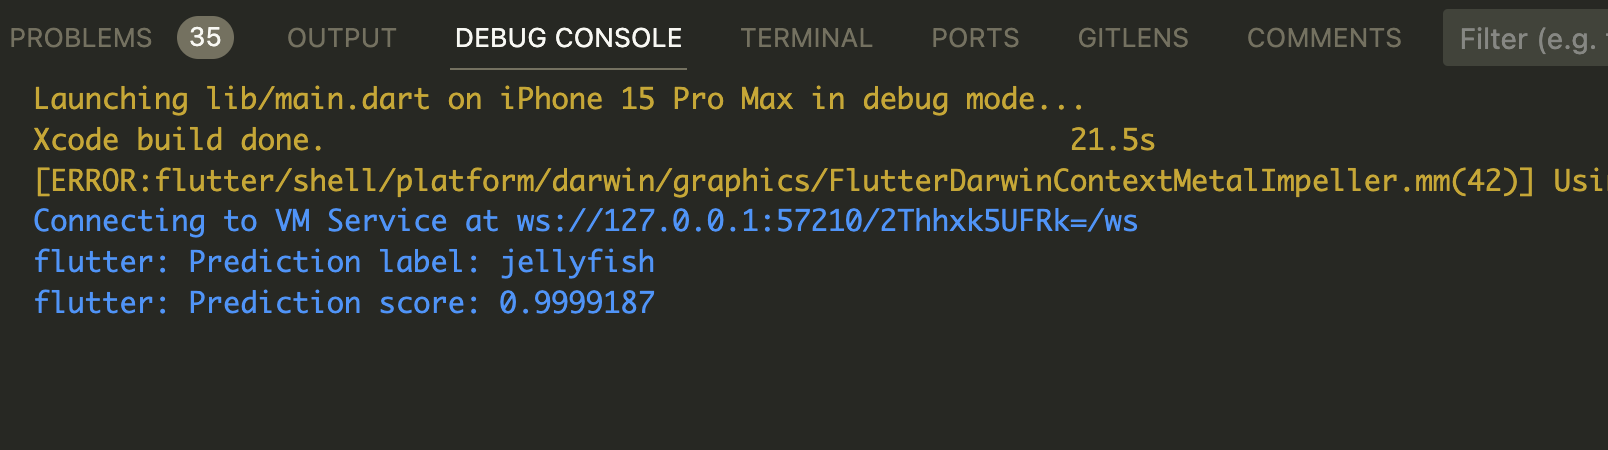 PROBLEMS 35 OUTPUT DEBUG CONSOLE TERMINAL PORTS GITLENS COMMENTS Filter (e.g.
Launching lib/main.dart on iPhone 15 Pro Max in debug mode...
Xcode build done. 21.5s
[ERROR:flutter/shell/platform/darwin/graphics/FlutterDarwinContextMetalImpeller.mm(42)]
Connecting to VM Service at ws://127.0.0.1:57210/2Thhxk5UFRk=/ws
flutter: Prediction label: jellyfish
flutter: Prediction score: 0.9999187